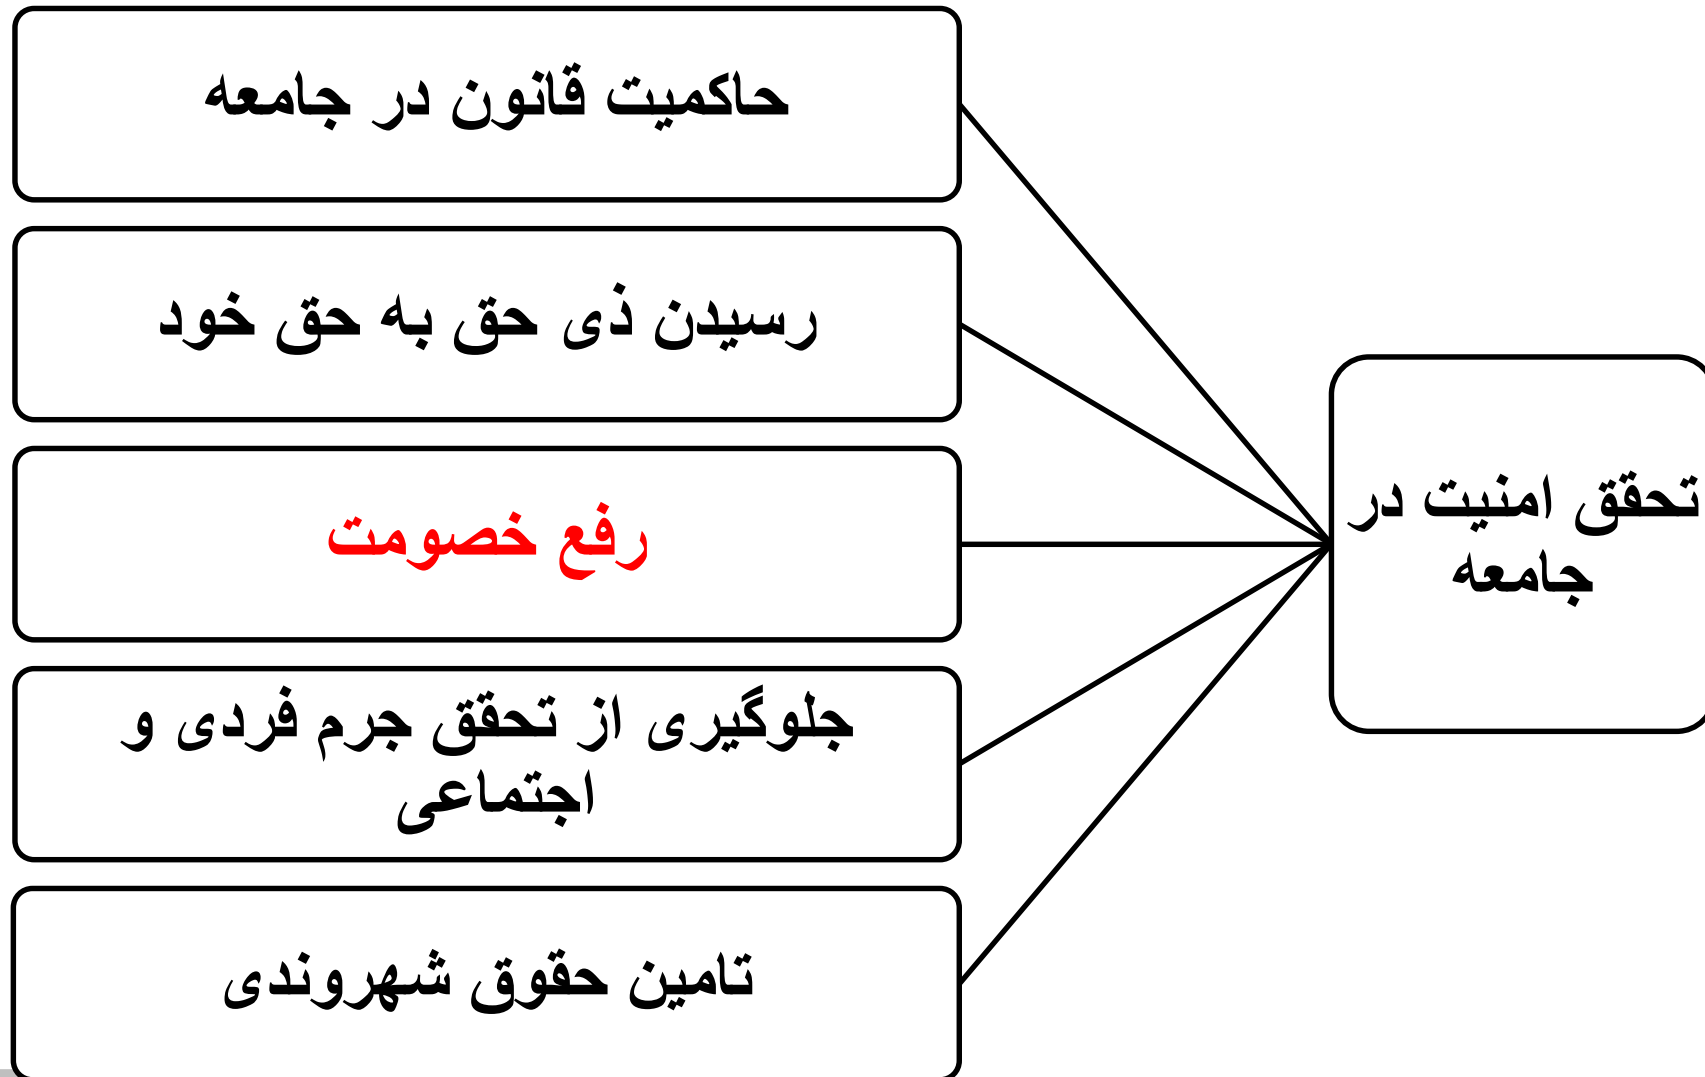 تحقق امنیت در
جامعه
حاکمیت قانون در جامعه
رسیدن ذی حق به حق خود
رفع خصومت
جلوگیری از تحقق جرم فردی و
اجتماعی
تامین حقوق شهروندی